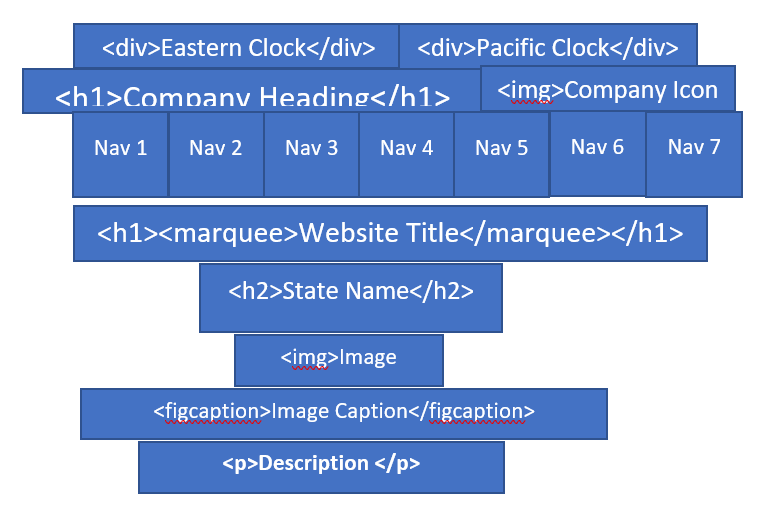 <div>Eastern Clock</div> <div>Pacific Clock</div>
<h1>Company Heading</h1> <img>Company Icon
Nav 1 Nav 2 Nav 3 Nav 4 Nav 5 Nav 6 Nav 7
<h1><marquee>Website Title</marquee></h1>
<h2>State Name</h2>
<img>Image
<figcaption>Image Caption</figcaption>
<p>Description </p>